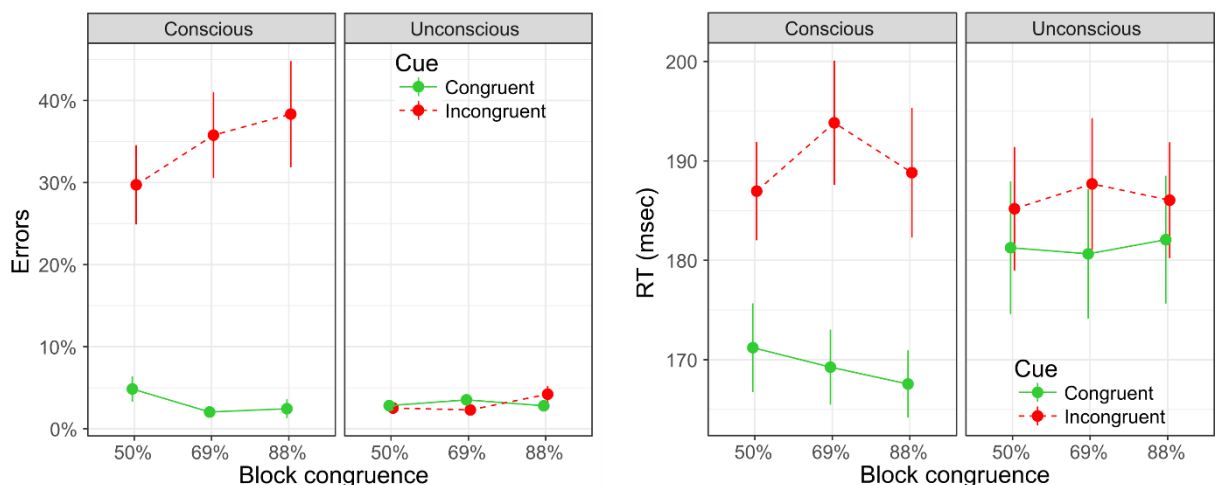 Conscious
Unconscious
Errors
40%
30%
20%
10%
0%
Cue
Congruent
Incongruent
50%
69%
88%
50%
69%
88%
Block congruence
Conscious
Unconscious
RT (msec)
200
190
180
170
Cue
Congruent
Incongruent
50%
69%
88%
50%
69%
88%
Block congruence